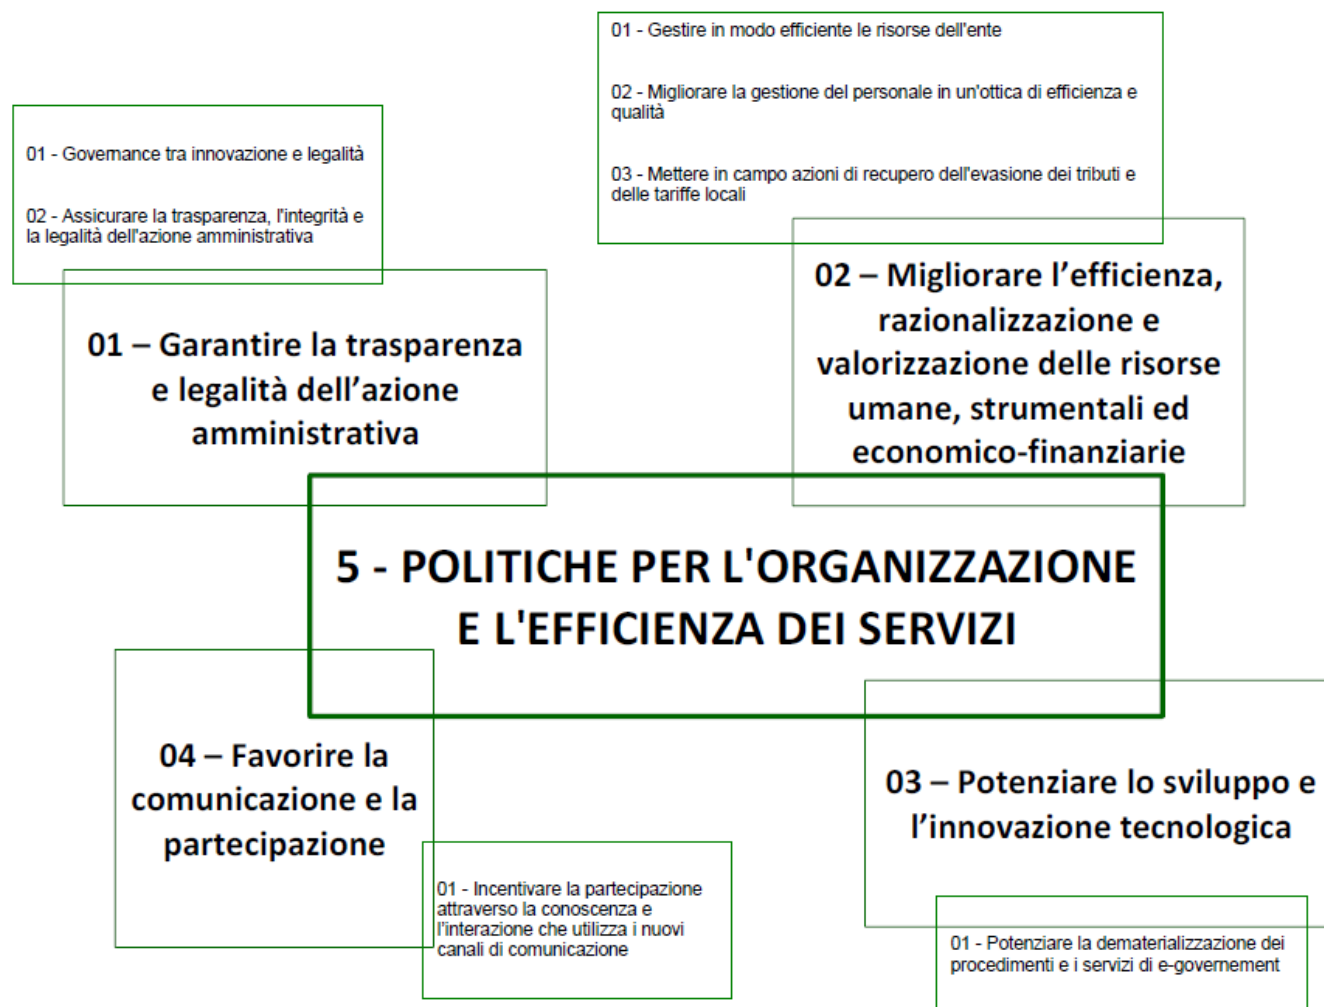 01 - Governance tra innovazione e legalità
02 - Assicurare la trasparenza, l'integrità e
la legalità dell'azione amministrativa
01 – Garantire la trasparenza
e legalità dell’azione
amministrativa
01 - Gestire in modo efficiente le risorse dell'ente
02 - Migliorare la gestione del personale in un'ottica di efficienza e
qualità
03 - Mettere in campo azioni di recupero dell'evasione dei tributi e
delle tariffe locali
02 – Migliorare l’efficienza,
razionalizzazione e
valorizzazione delle risorse
umane, strumentali ed
economico-finanziarie
5 - POLITICHE PER L'ORGANIZZAZIONE
E L'EFFICIENZA DEI SERVIZI
04 – Favorire la
comunicazione e la
partecipazione
01 - Incentivare la partecipazione
attraverso la conoscenza e
l'interazione che utilizza i nuovi
canali di comunicazione
03 – Potenziare lo sviluppo e
l’innovazione tecnologica
01 - Potenziare la dematerializzazione dei
procedimenti e i servizi di e-governement